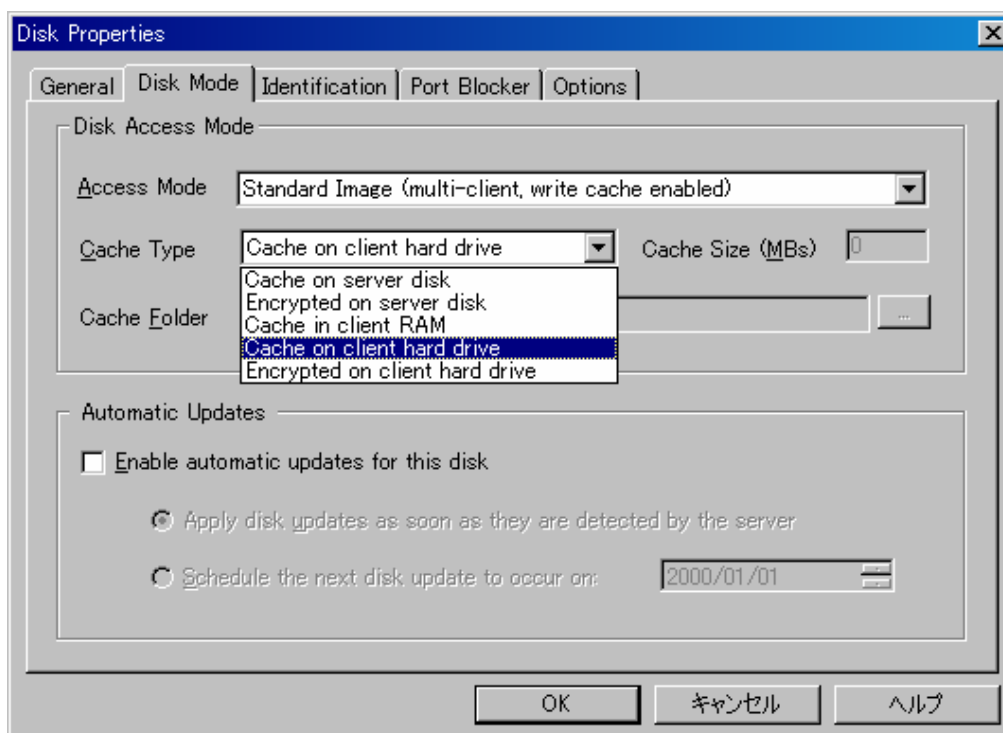 Disk Properties
General Disk Mode Identification Port Blocker Options
Disk Access Mode
Access Mode Standard Image (multi-client, write cache enabled)
Cache Type Cache on client hard drive Cache Size (MBs) 0
Cache on server disk
Encrypted on server disk
Cache Folder Cache in client RAM ...
Cache on client hard drive
Encrypted on client hard drive
Automatic Updates
Enable automatic updates for this disk
Apply disk updates as soon as they are detected by the server
Schedule the next disk update to occur on: 2000/01/01
OK キャンセル ヘルプ